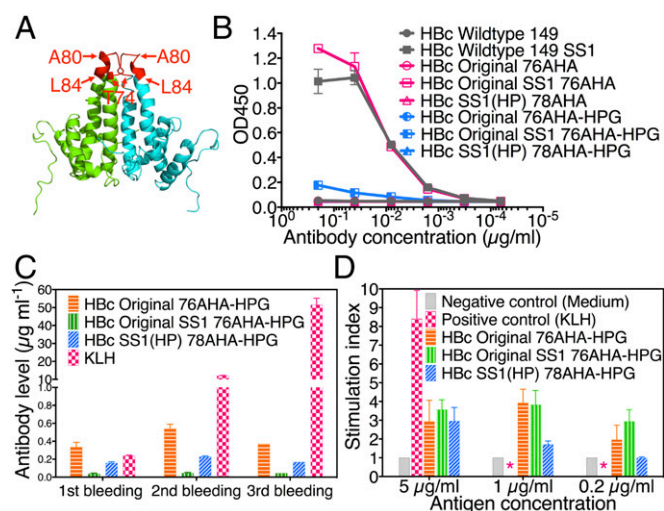 A
A80
A80
L84
L84
T74
B
OD450
1.4
1.2
1.0
0.8
0.6
0.4
0.2
0.0
HBc Wildtype 149
HBc Wildtype 149 SS1
HBc Original 76AHA
HBc Original SS1 76AHA
HBc SS1(HP) 78AHA
HBc Original 76AHA-HPG
HBc Original SS1 76AHA-HPG
HBc SS1(HP) 78AHA-HPG
10⁰ 10⁻¹ 10⁻² 10⁻³ 10⁻⁴ 10⁻⁵
Antibody concentration (µg/ml)
C
Antibody level (µg ml⁻¹)
60
50
40
30
20
10
1.0
0.8
0.6
0.4
0.2
0.0
HBc Original 76AHA-HPG
HBc Original SS1 76AHA-HPG
HBc SS1(HP) 78AHA-HPG
KLH
1st bleeding 2nd bleeding 3rd bleeding
D
Stimulation index
10
9
8
7
6
5
4
3
2
1
0
Negative control (Medium)
Positive control (KLH)
HBc Original 76AHA-HPG
HBc Original SS1 76AHA-HPG
HBc SS1(HP) 78AHA-HPG
* *
5 µg/ml 1 µg/ml 0.2 µg/ml
Antigen concentration